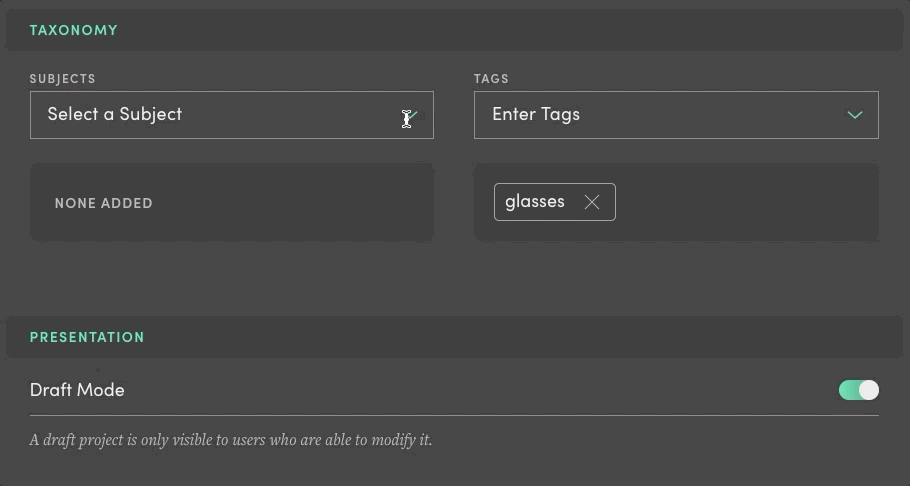 TAXONOMY
SUBJECTS
Select a Subject
NONE ADDED
TAGS
Enter Tags
glasses
PRESENTATION
Draft Mode
A draft project is only visible to users who are able to modify it.